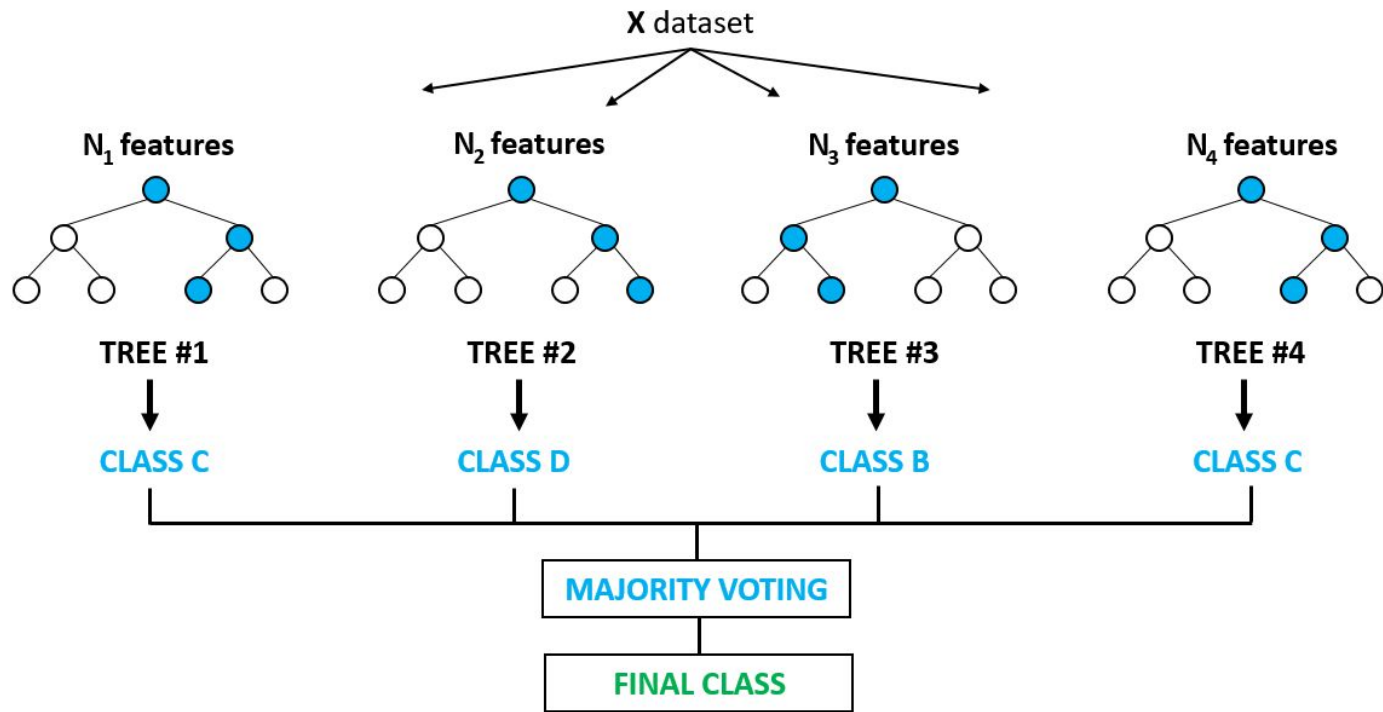 X dataset
N₁ features
N₂ features
N₃ features
N₄ features
TREE #1
TREE #2
TREE #3
TREE #4
CLASS C
CLASS D
CLASS B
CLASS C
MAJORITY VOTING
FINAL CLASS